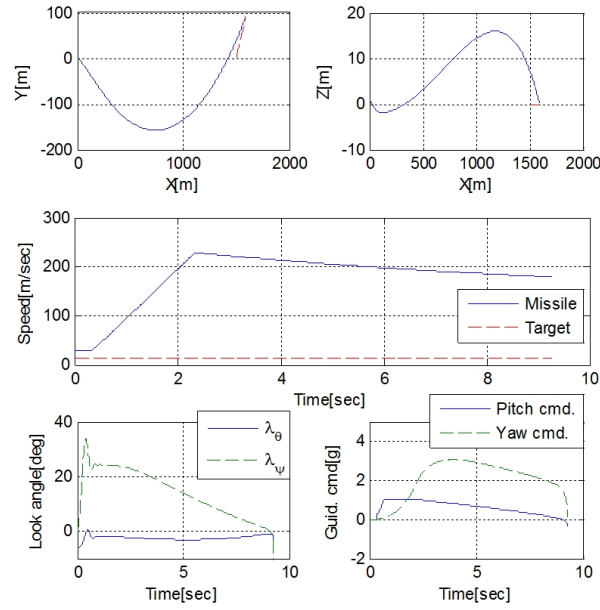 100
0
-100
-200
Y[m]
0
1000
2000
X[m]
20
10
0
-10
Z[m]
0
500
1000
1500
2000
X[m]
300
200
100
0
Speed[m/sec]
Missile
Target
0
2
4
6
8
10
Time[sec]
40
20
0
Look angle[deg]
λθ
λψ
0
5
10
Time[sec]
Pitch cmd.
Yaw cmd.
4
2
0
-2
Guid. cmd[g]
0
5
10
Time[sec]